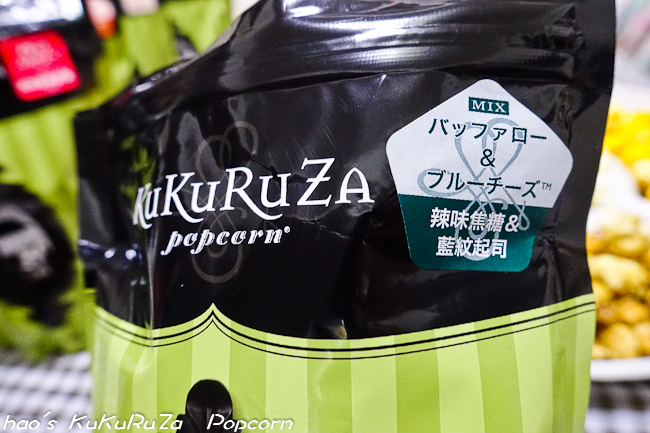 MIX
バッファロー
&
ブルーチーズ™
辣味焦糖&
藍紋起司
KuKuRuZA
popcorn®
hao's KuKuRuZa Popcorn